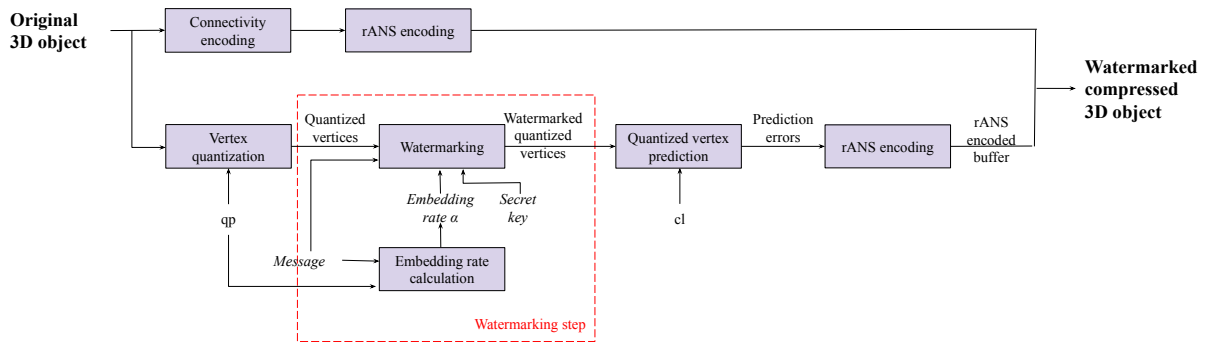 Original
3D object
Connectivity
encoding
rANS encoding
Watermarked
compressed
3D object
Vertex
quantization
Quantized
vertices
Watermarking
Watermarked
quantized
vertices
Quantized vertex
prediction
Prediction
errors
rANS encoding
rANS
encoded
buffer
qp
Embedding
rate α
Secret
key
cl
Message
Embedding rate
calculation
Watermarking step